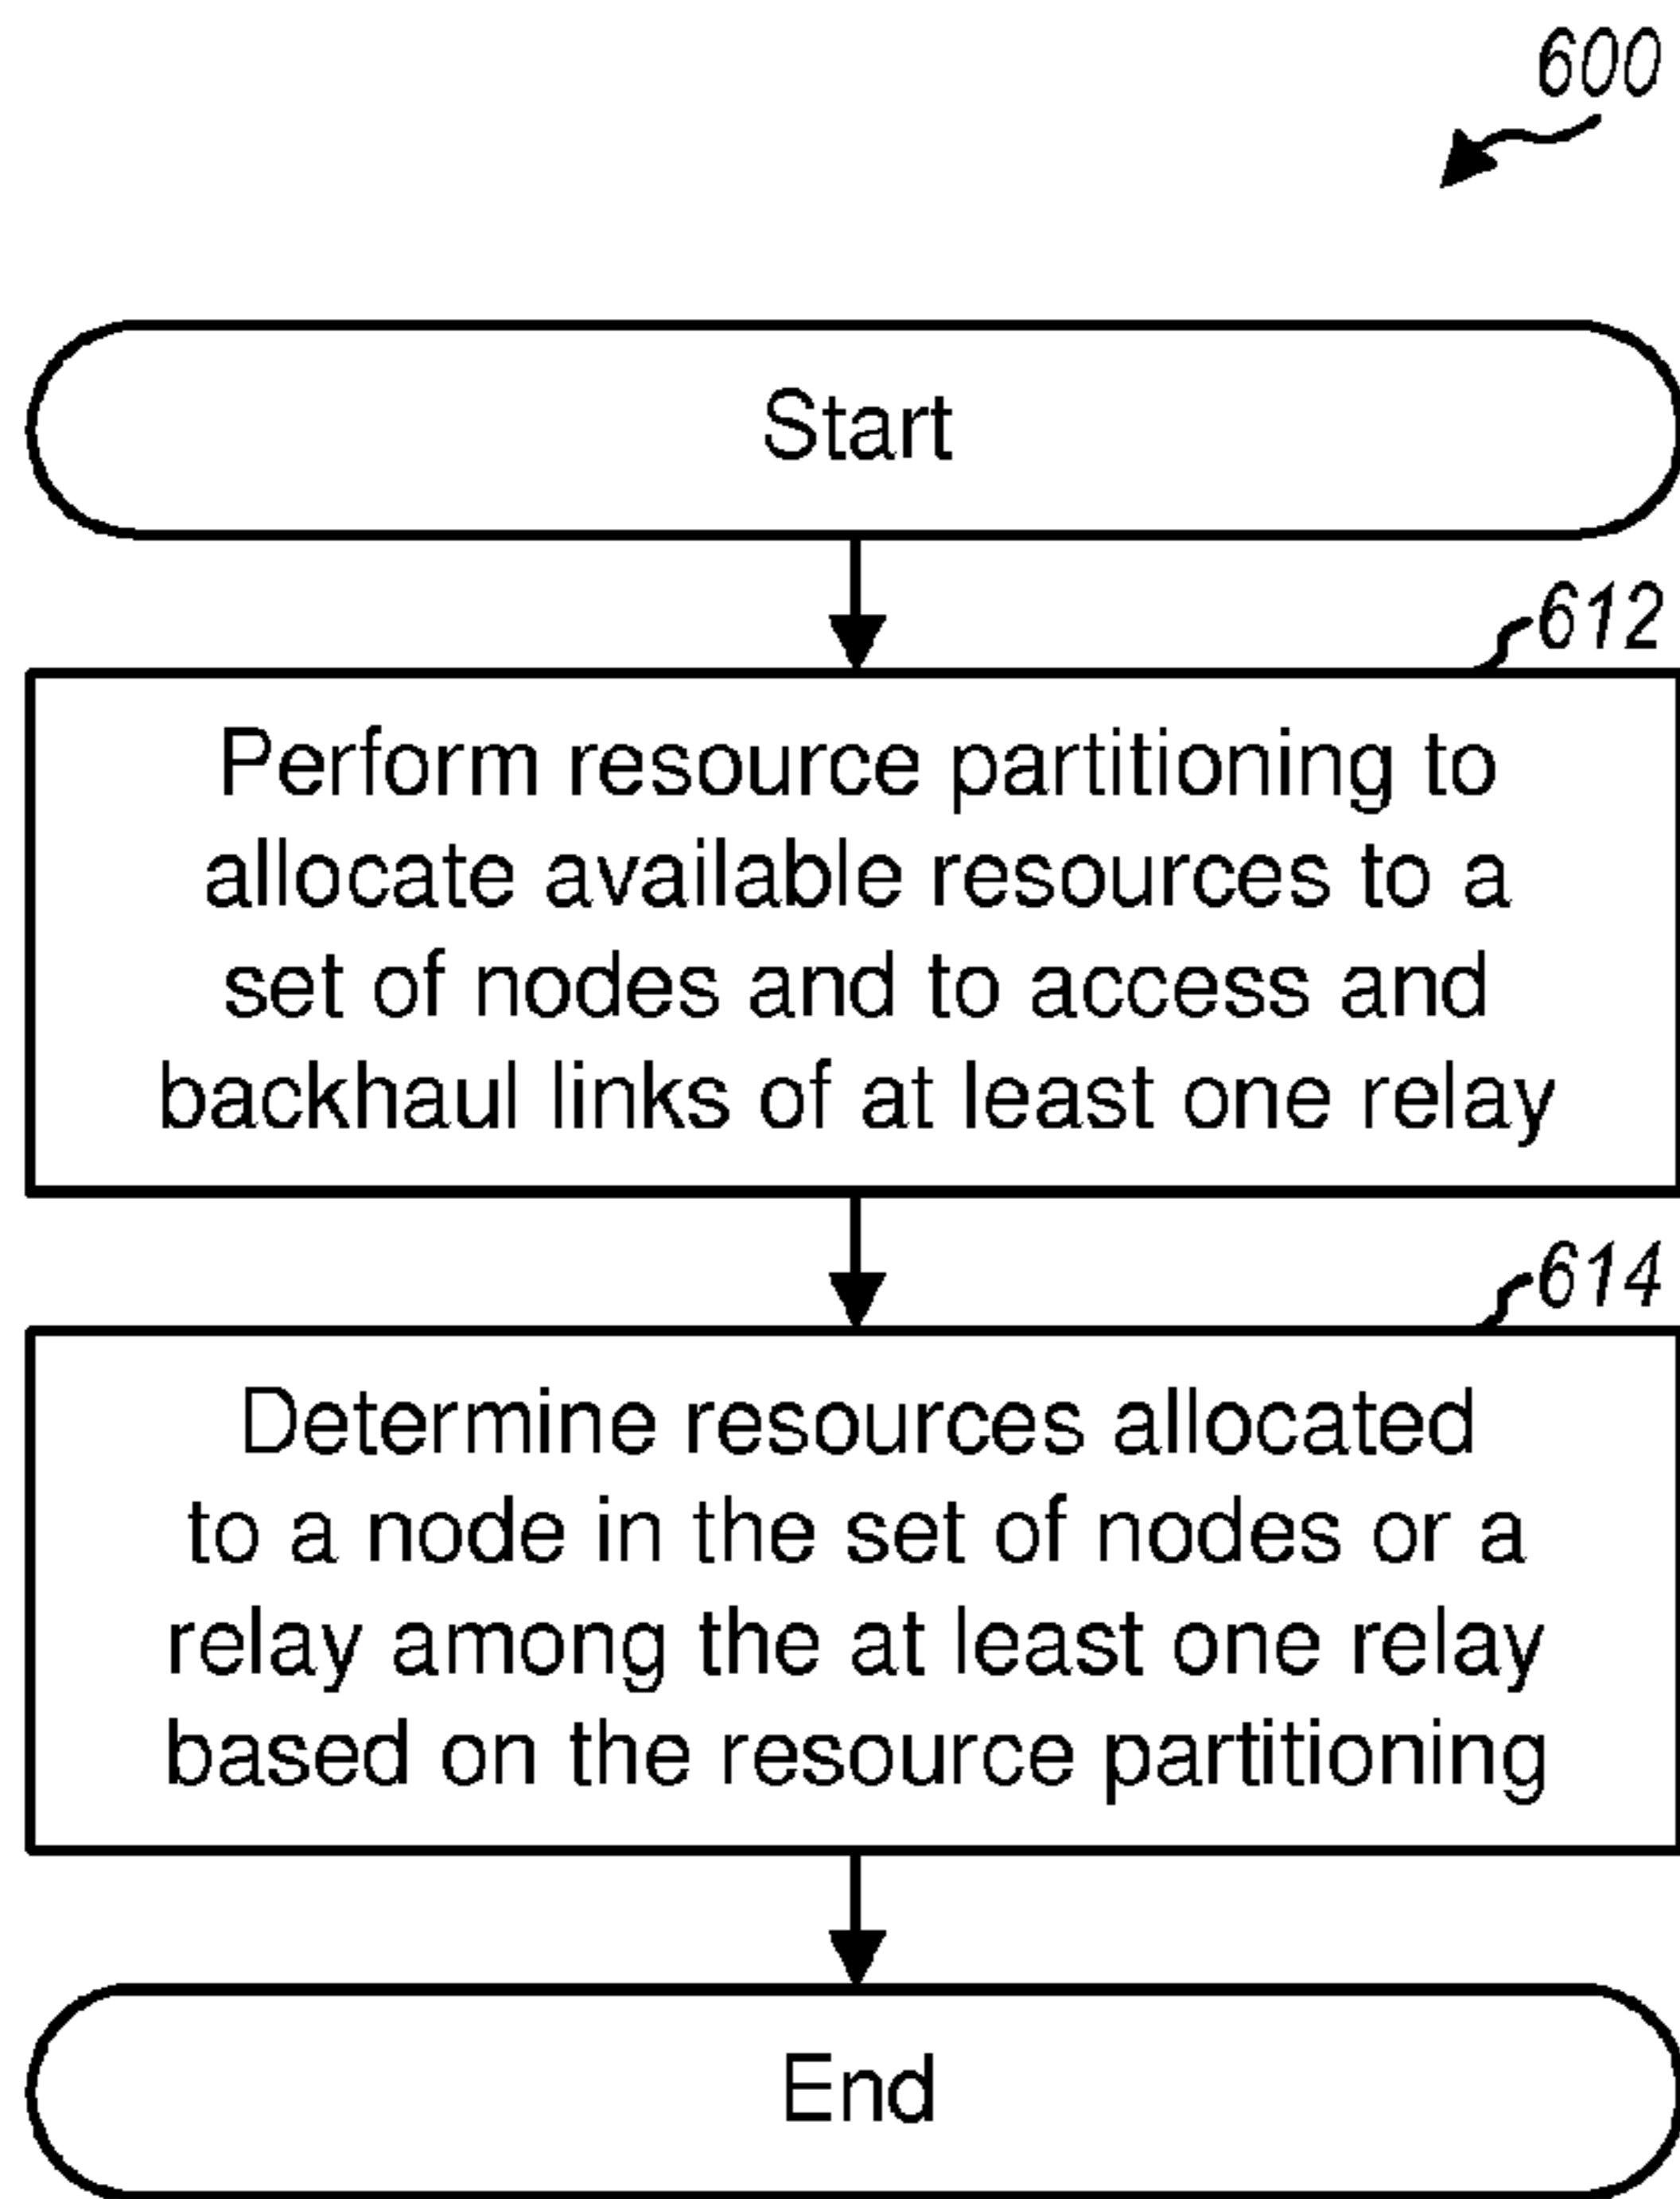 600
Start
612
Perform resource partitioning to
allocate available resources to a
set of nodes and to access and
backhaul links of at least one relay
614
Determine resources allocated
to a node in the set of nodes or a
relay among the at least one relay
based on the resource partitioning
End